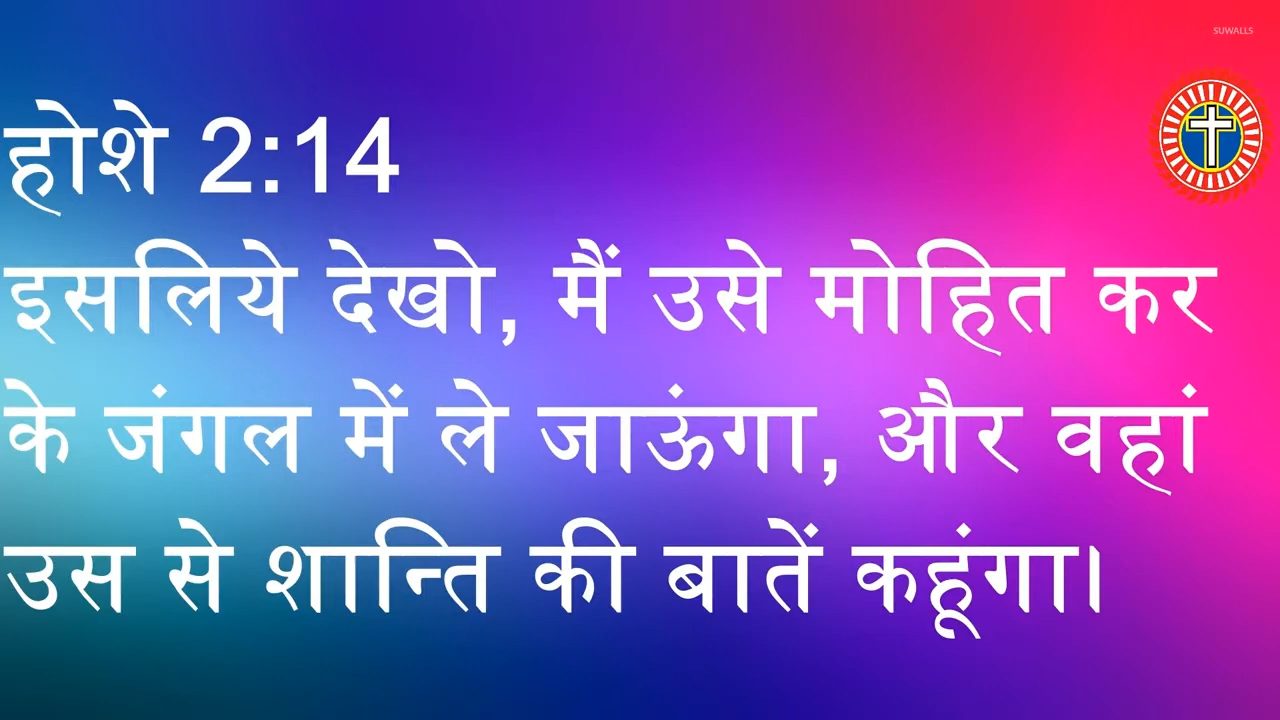 SUWALLS
होशे 2:14
इसलिये देखो, मैं उसे मोहित कर
के जंगल में ले जाऊंगा, और वहां
उस से शान्ति की बातें कहूंगा।